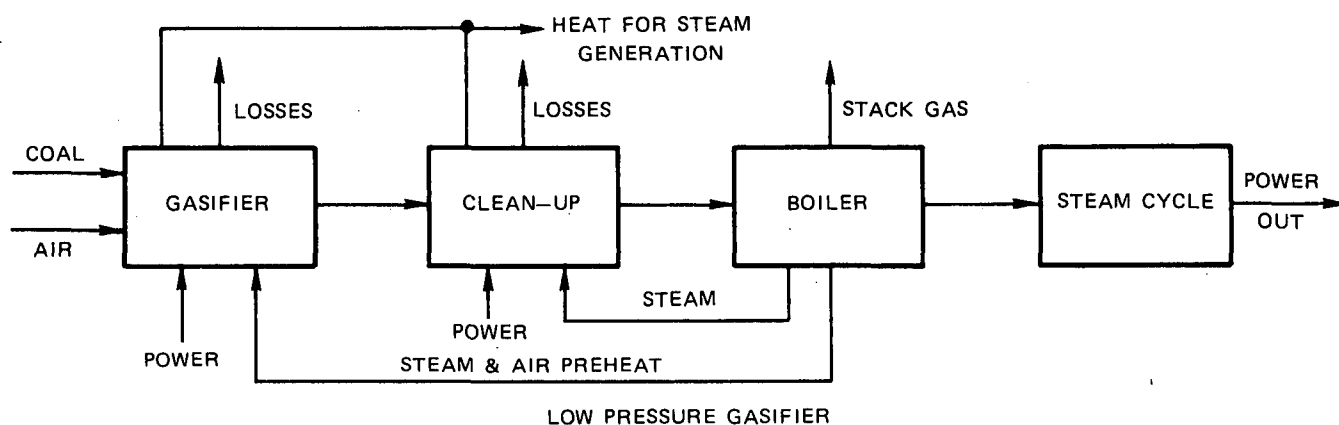 HEAT FOR STEAM
GENERATION
LOSSES
LOSSES
STACK GAS
COAL
GASIFIER
CLEAN-UP
BOILER
STEAM CYCLE
POWER
OUT
AIR
STEAM
POWER
POWER
STEAM & AIR PREHEAT
LOW PRESSURE GASIFIER